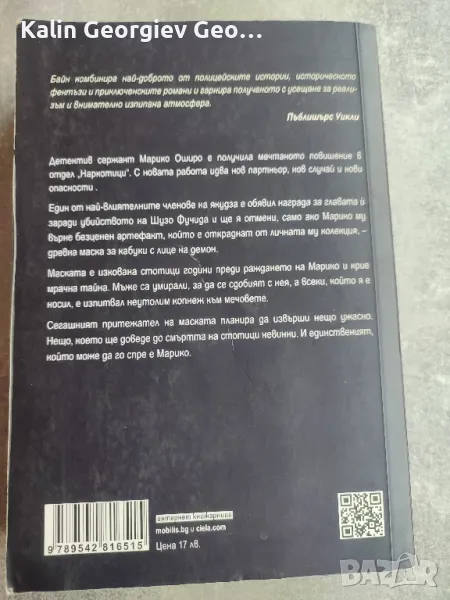 Kalin Georgiev Geo...
Байн комбинира най-доброто от полицейските истории, историческото
фентъзи и приключенските романи и гарнира полученото с усещане за реали-
зъм и внимателно изпипана атмосфера.
Пъблишърс Уикли
Детектив сержант Марико Оширо е получила мечтаното повишение в
отдел „Наркотици“. С новата работа идва нов партньор, нов случай и нови
опасности .
Един от най-влиятелните членове на якудза е обявил награда за главата ѝ
заради убийството на Шузо Фучида и ще я отмени, само ако Марико му
върне безценен артефакт, който е откраднат от личната му колекция, –
древна маска за кабуки с лице на демон.
Маската е изкована стотици години преди раждането на Марико и крие
мрачна тайна. Мъже са умирали, за да се сдобият с нея, а всеки, който я е
носил, е изпитвал неутолим копнеж към мечовете.
Сегашният притежател на маската планира да извърши нещо ужасно.
Нещо, което ще доведе до смъртта на стотици невинни. И единственият,
който може да го спре е Марико.
интернет книжарница
mobilis.bg и ciela.com
Цена 17 лв.
9 789542 816515
BAZAR